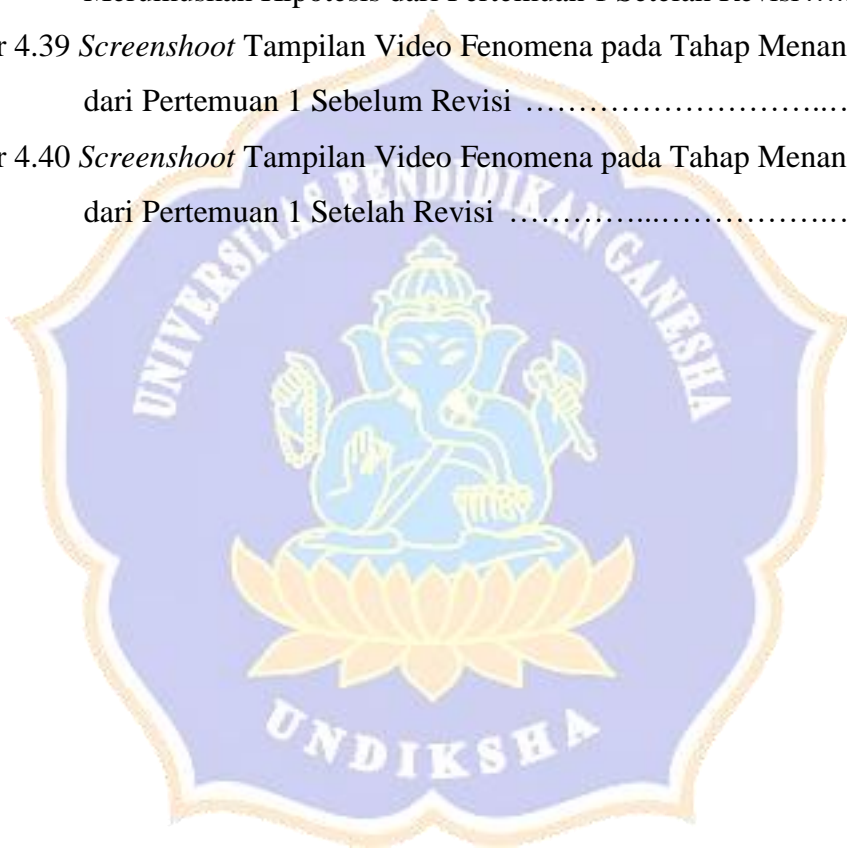 Merumuskan Hipotesis dari Pertemuan 1 Setelah Revisi…..
r 4.39 Screenshoot Tampilan Video Fenomena pada Tahap Menan
dari Pertemuan 1 Sebelum Revisi ………………………..…
r 4.40 Screenshoot Tampilan Video Fenomena pada Tahap Menan
dari Pertemuan 1 Setelah Revisi …………...…………….…
UNIVERSITAS PENDIDIKAN GANESHA
UNDIKSHA